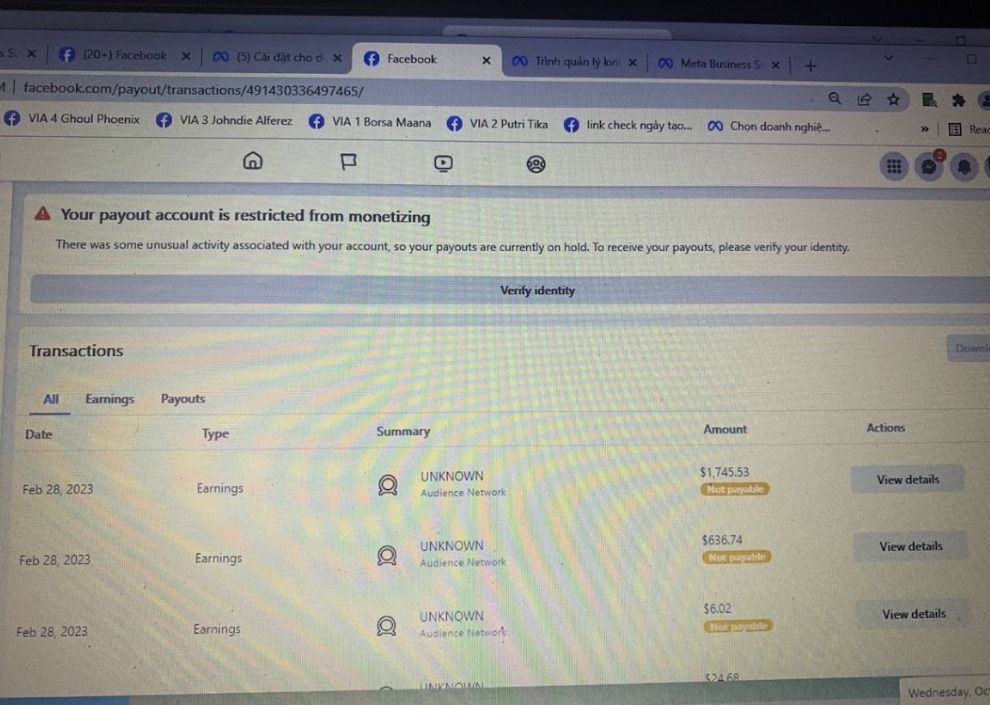 s S.
(20+) Facebook
(5) Cài đặt cho d
Facebook
Trình quản lý kin
Meta Business S
facebook.com/payout/transactions/491430336497465/
VIA 4 Ghoul Phoenix
VIA 3 Johndie Alferez
VIA 1 Borsa Maana
VIA 2 Putri Tika
link check ngày tạo...
Chọn doanh nghiê...
»
Read
Your payout account is restricted from monetizing
There was some unusual activity associated with your account, so your payouts are currently on hold. To receive your payouts, please verify your identity.
Verify identity
Transactions
Downl
All Earnings Payouts
Date Type Summary Amount Actions
Feb 28, 2023 Earnings UNKNOWN $1,745.53 View details
Audience Network Not payable
Feb 28, 2023 Earnings UNKNOWN $636.74 View details
Audience Network Not payable
Feb 28, 2023 Earnings UNKNOWN $6.02 View details
Audience Network Not payable
UNKNOWN $24.68
Wednesday, Oc